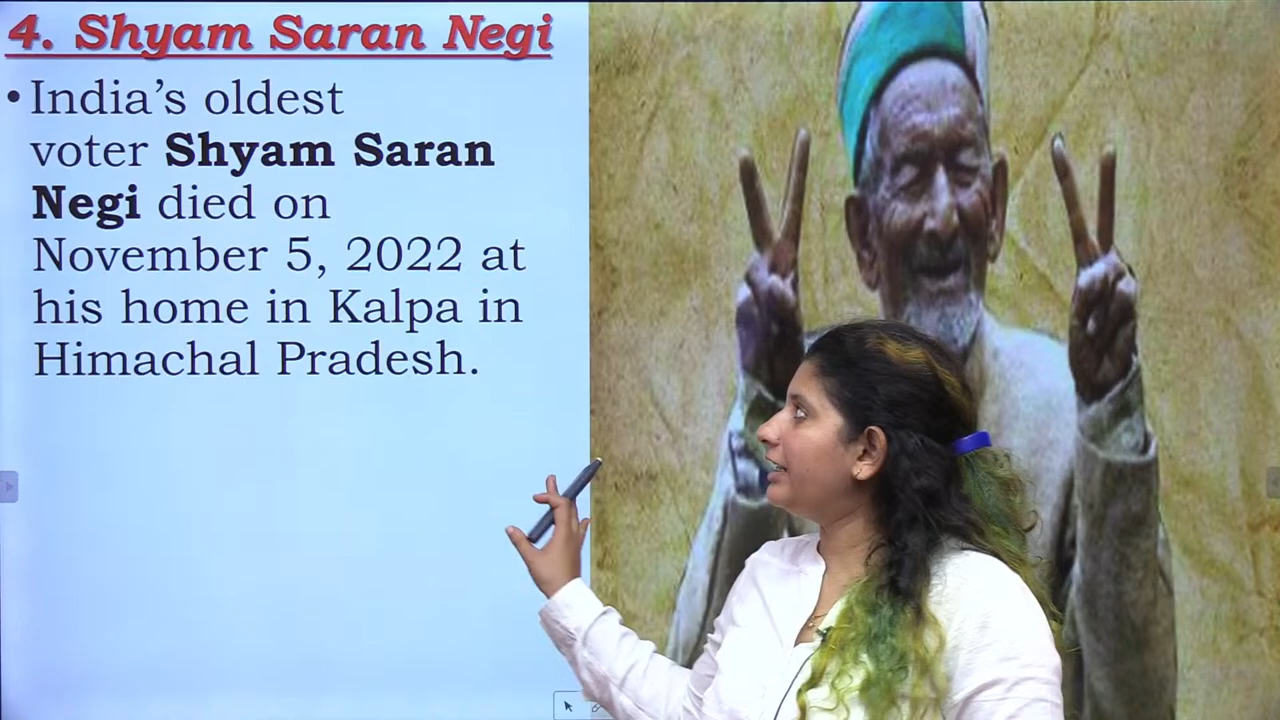 4. Shyam Saran Negi
• India’s oldest
voter Shyam Saran
Negi died on
November 5, 2022 at
his home in Kalpa in
Himachal Pradesh.